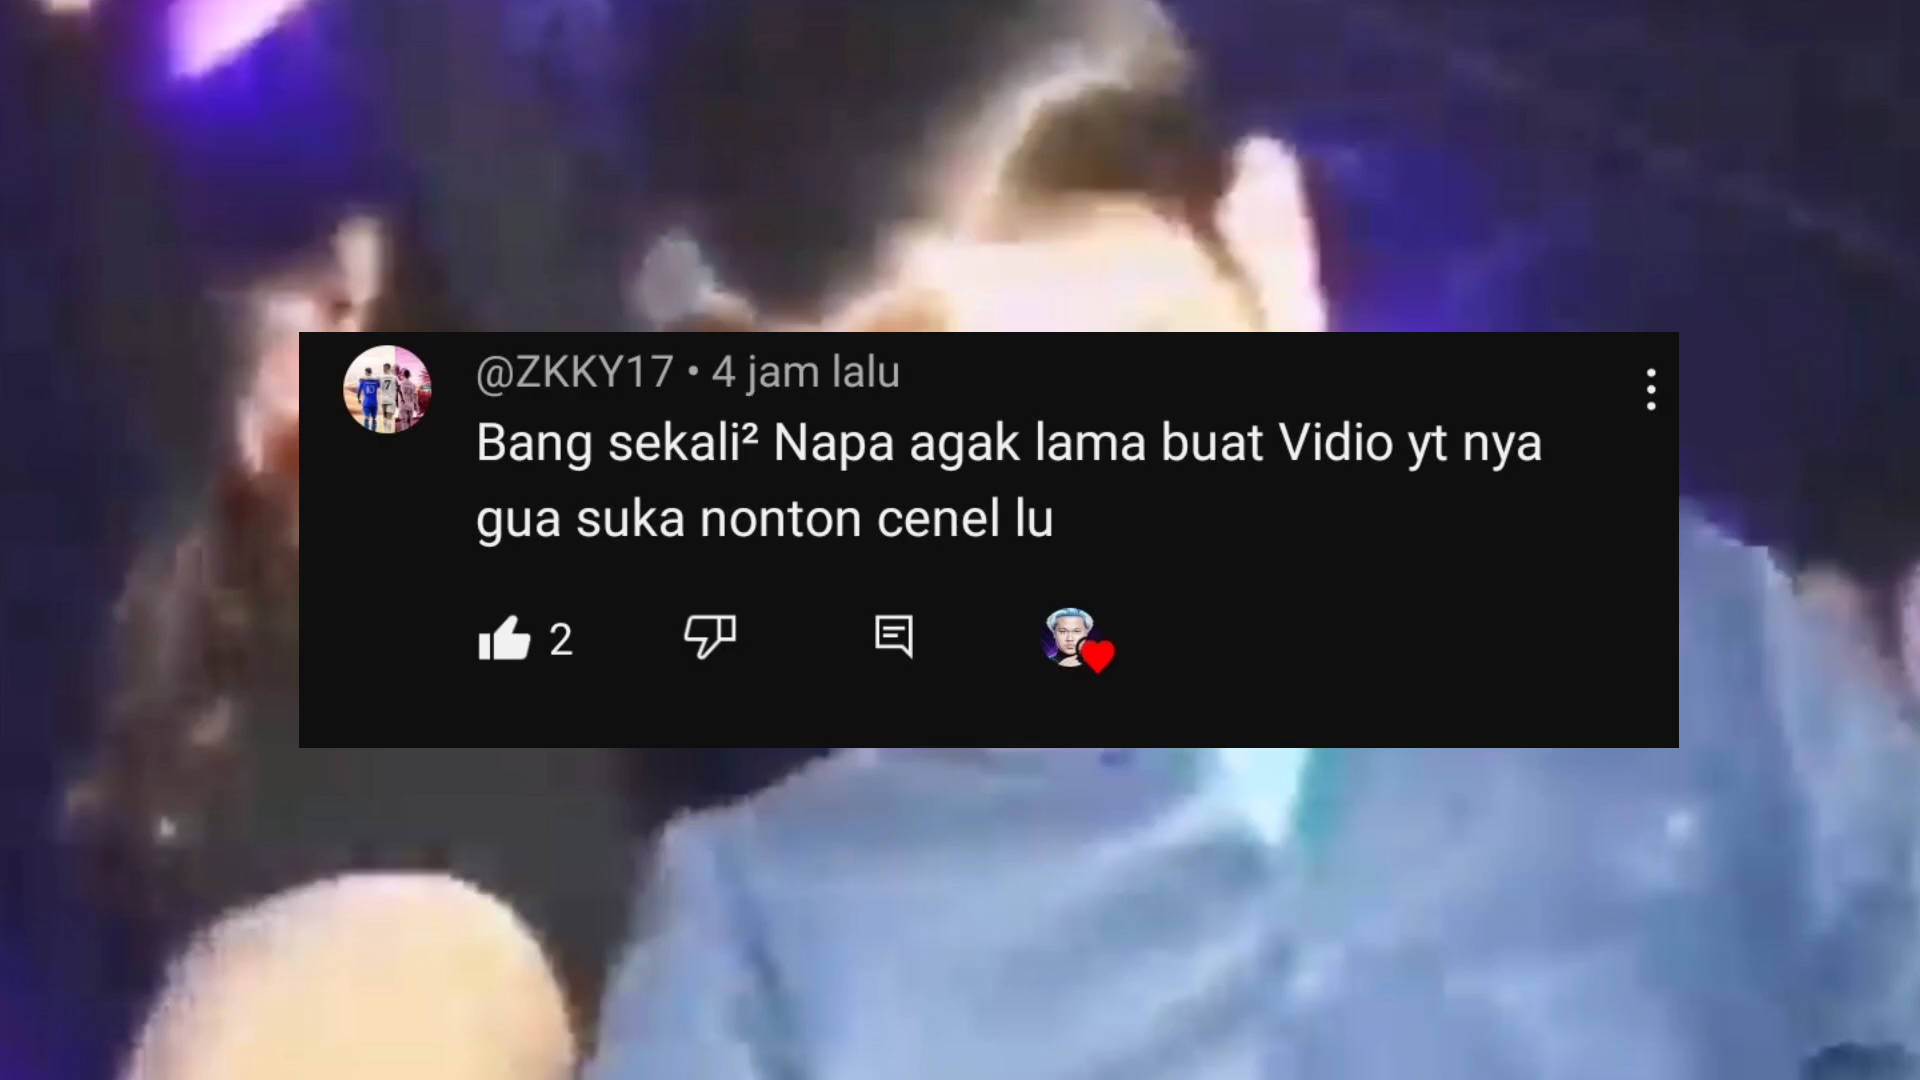 @ZKKY17 • 4 jam lalu
Bang sekali² Napa agak lama buat Vidio yt nya
gua suka nonton cenel lu
2